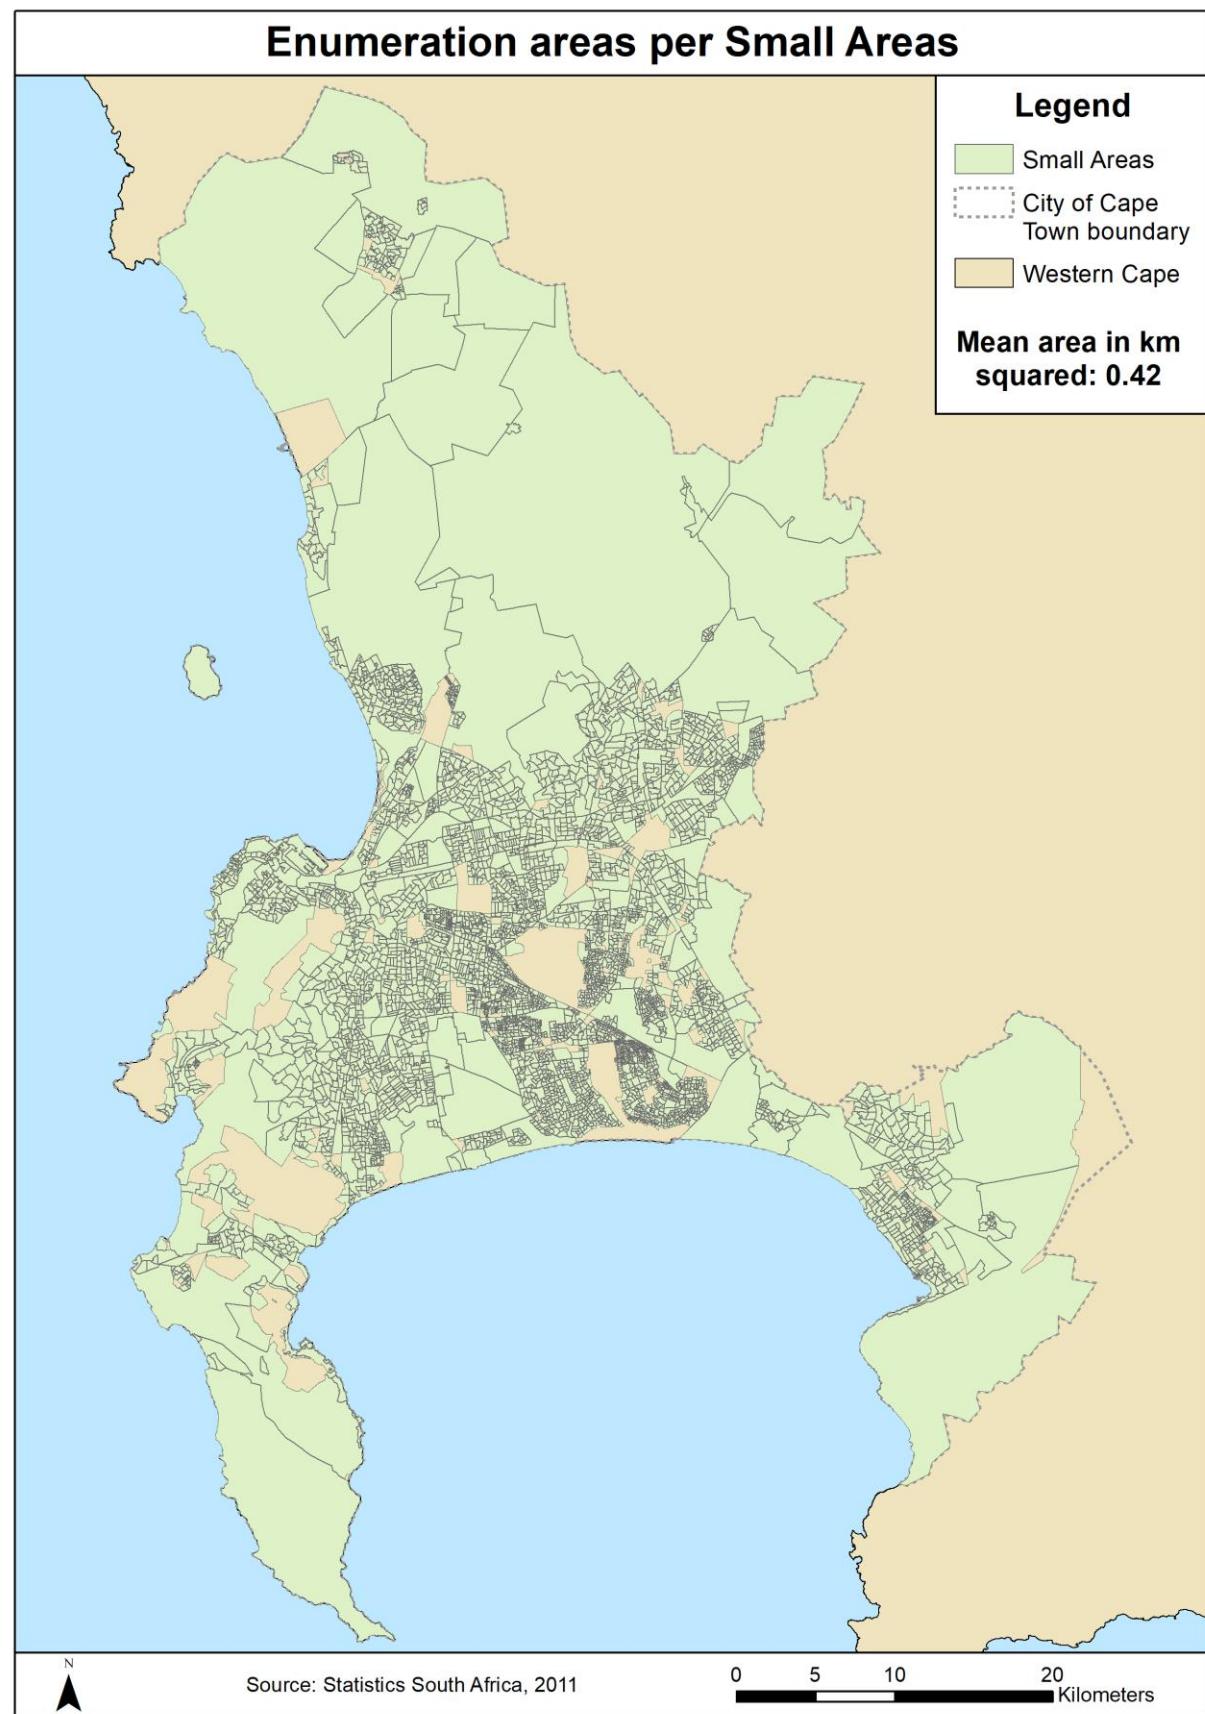 Enumeration areas per Small Areas
Legend
Small Areas
City of Cape
Town boundary
Western Cape
Mean area in km
squared: 0.42
N
Source: Statistics South Africa, 2011
0 5 10 20
Kilometers